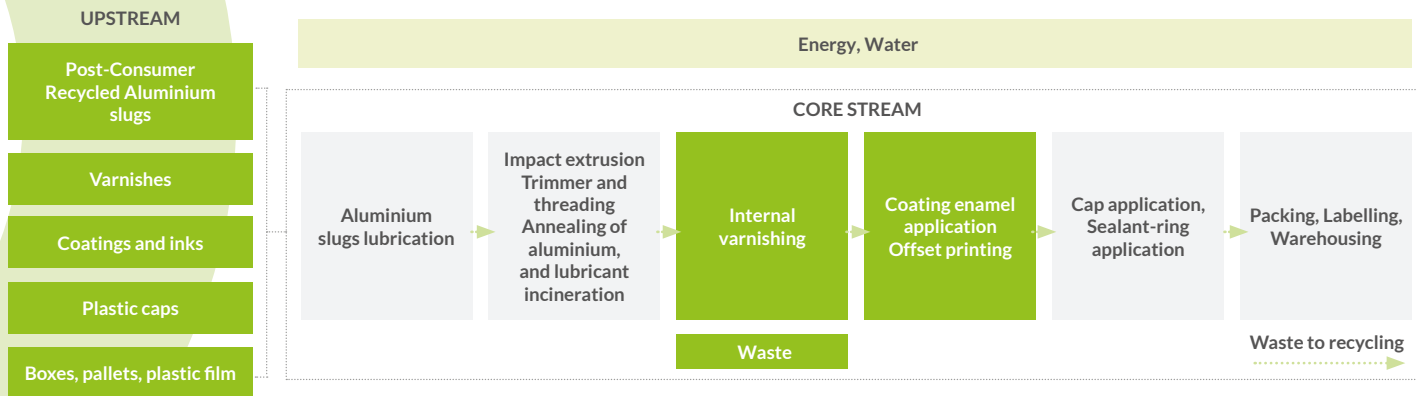 UPSTREAM
Post-Consumer
Recycled Aluminium
slugs
Varnishes
Coatings and inks
Plastic caps
Boxes, pallets, plastic film
Energy, Water
CORE STREAM
Aluminium
slugs lubrication
Impact extrusion
Trimmer and
threading
Annealing of
aluminium,
and lubricant
incineration
Internal
varnishing
Coating enamel
application
Offset printing
Cap application,
Sealant-ring
application
Packing, Labelling,
Warehousing
Waste
Waste to recycling